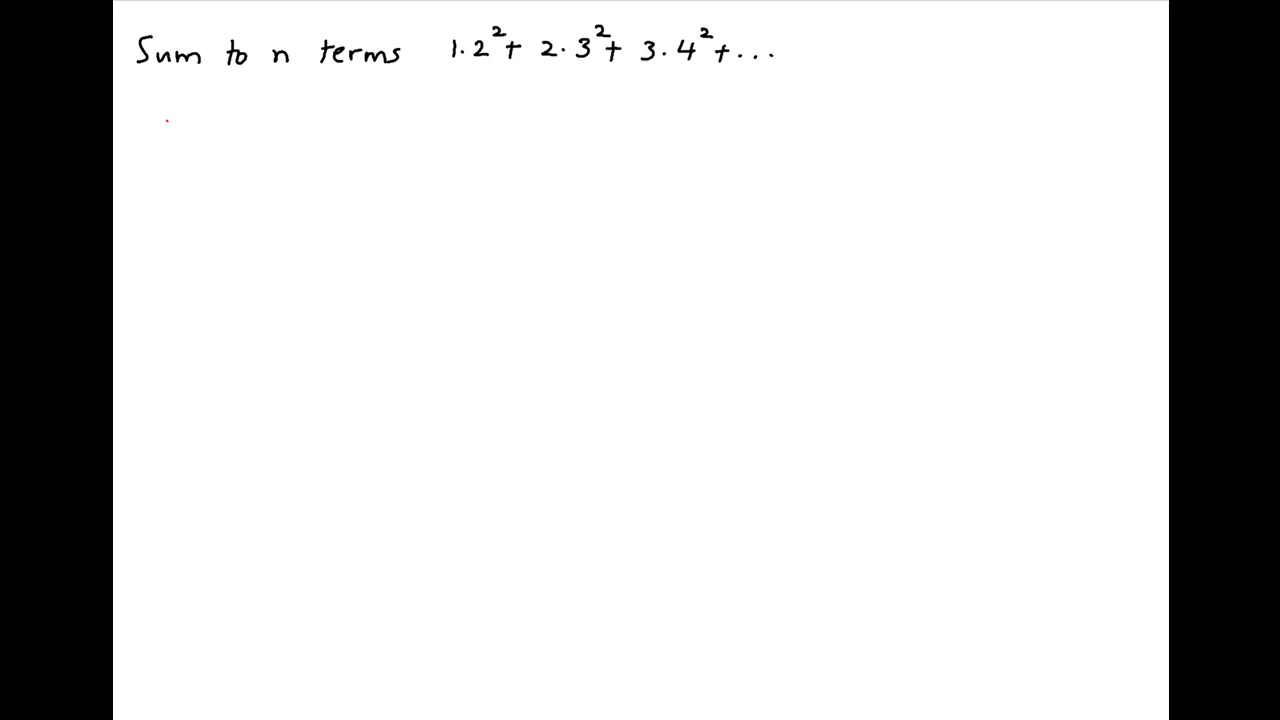 Sum to n terms 1·2² + 2·3² + 3·4² + ...